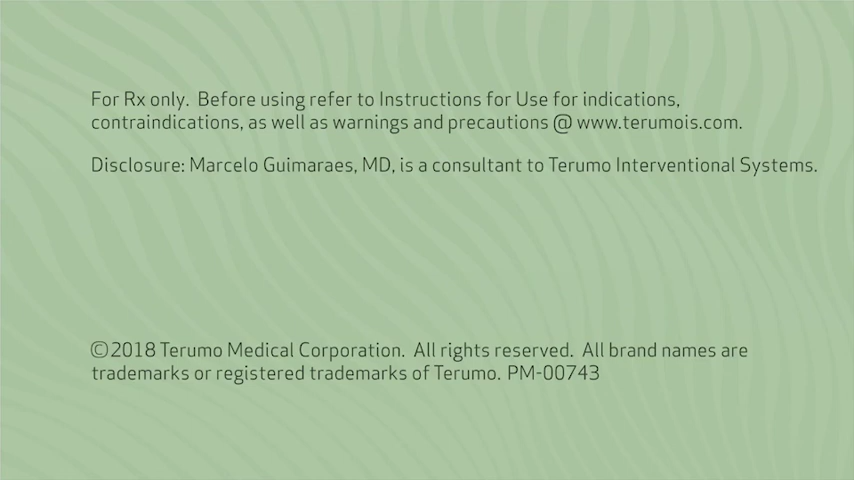 For Rx only.  Before using refer to Instructions for Use for indications,
contraindications, as well as warnings and precautions @ www.terumois.com.
Disclosure: Marcelo Guimaraes, MD, is a consultant to Terumo Interventional Systems.
©2018 Terumo Medical Corporation.  All rights reserved.  All brand names are
trademarks or registered trademarks of Terumo. PM-00743